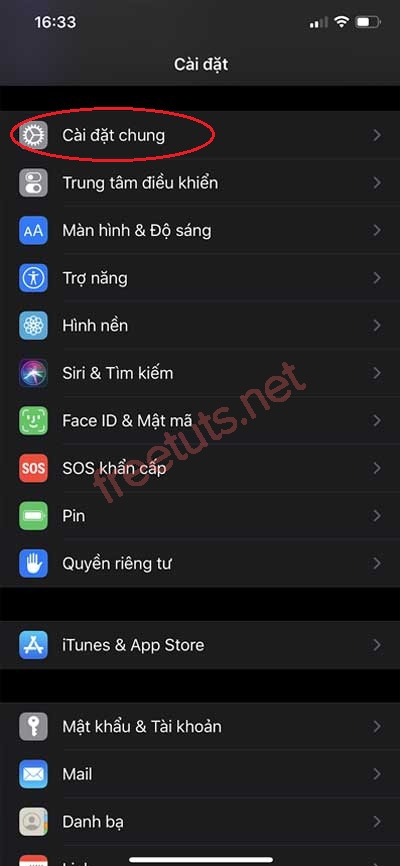 16:33
Cài đặt
Cài đặt chung
Trung tâm điều khiển
AA
Màn hình & Độ sáng
Trợ năng
Hình nền
Siri & Tìm kiếm
Face ID & Mật mã
SOS
SOS khẩn cấp
Pin
Quyền riêng tư
iTunes & App Store
Mật khẩu & Tài khoản
Mail
Danh bạ
freetuts.net